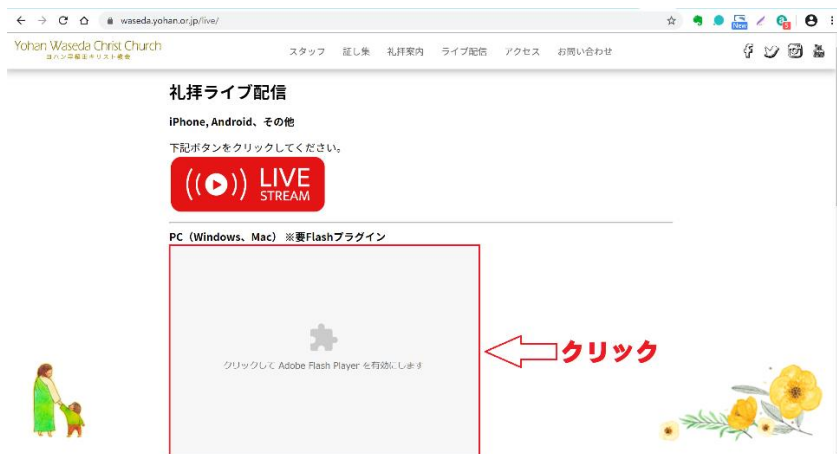 waseda.yohan.or.jp/live/
New
Yohan Waseda Christ Church
ヨハン早稲田キリスト教会
スタッフ 証し集 礼拝案内 ライブ配信 アクセス お問い合わせ
礼拝ライブ配信
iPhone, Android、その他
下記ボタンをクリックしてください。
LIVE
STREAM
PC（Windows、Mac） ※要Flashプラグイン
クリックして Adobe Flash Player を有効にします
クリック